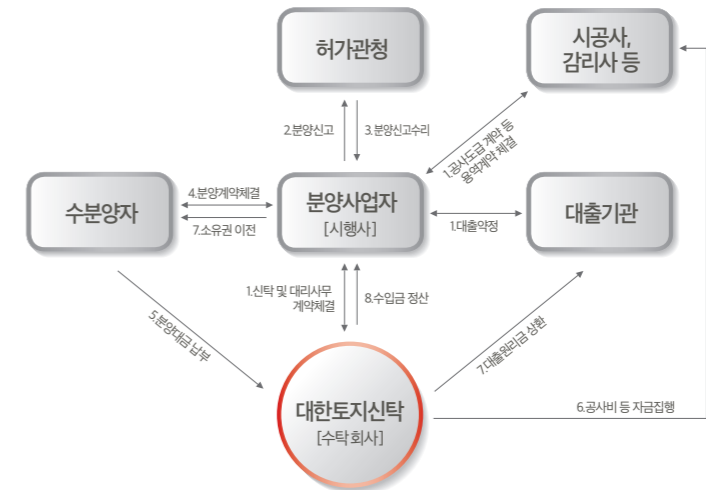 허가관청
시공사,
감리사 등
2.분양신고
3.분양신고수리
1.공사도급 계약 등
용역계약 체결
수분양자
4.분양계약체결
7.소유권 이전
분양사업자
[시행사]
1.대출약정
대출기관
1.신탁 및 대리사무
계약체결
8.수입금 정산
5.분양대금 납부
7.대출원리금 상환
대한토지신탁
[수탁회사]
6.공사비 등 자금집행